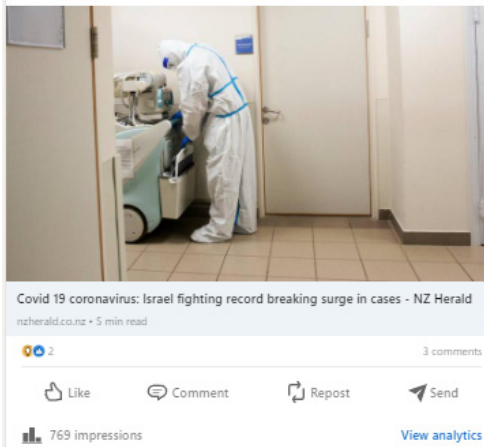 Covid 19 coronavirus: Israel fighting record breaking surge in cases - NZ Herald
nzherald.co.nz • 5 min read
2
3 comments
Like Comment Repost Send
769 impressions
View analytics